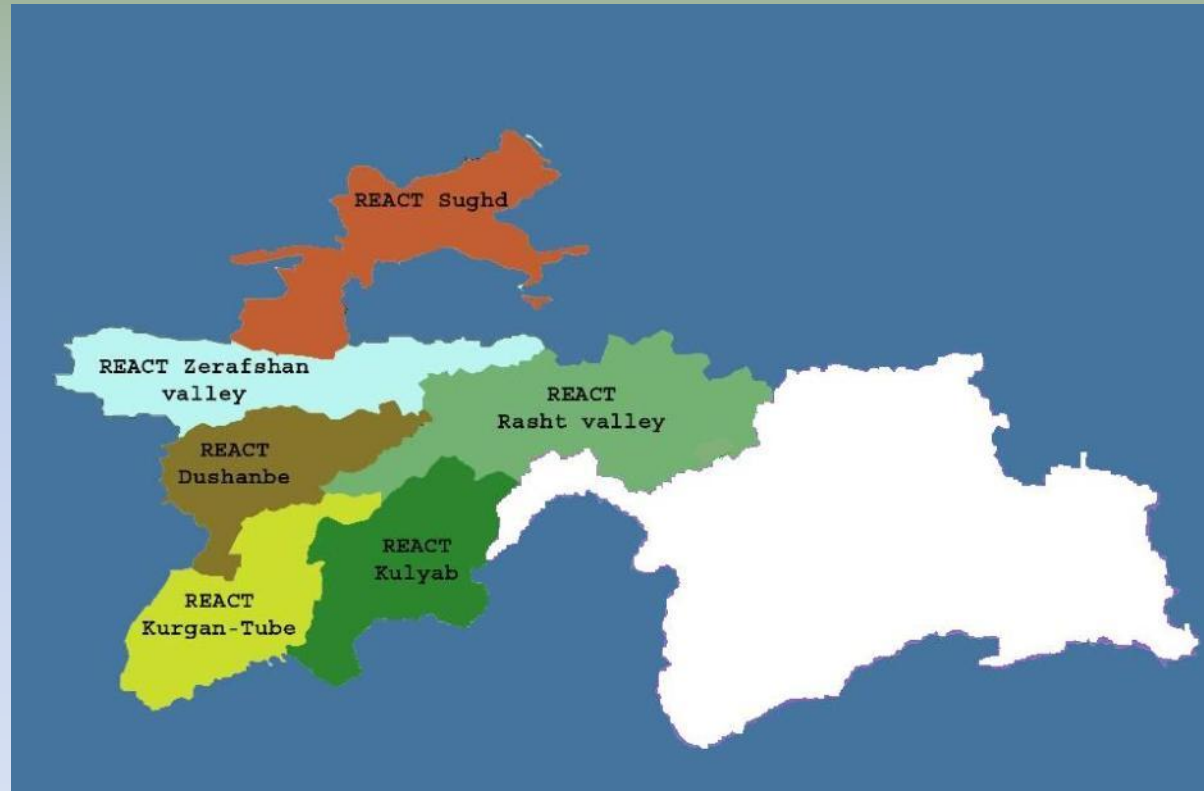 REACT Sughd
REACT Zerafshan
valley
REACT
Rasht valley
REACT
Dushanbe
REACT
Kulyab
REACT
Kurgan-Tube